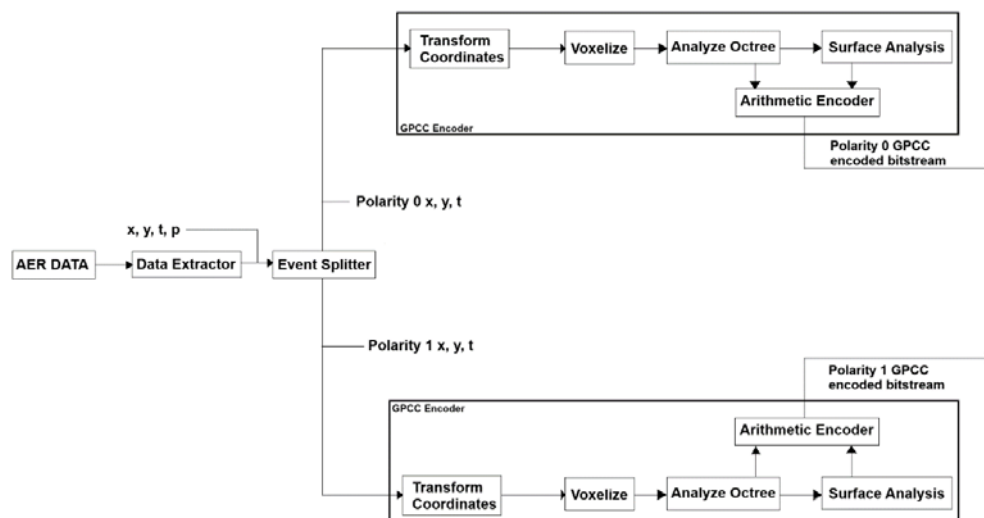 Transform
Coordinates
Voxelize
Analyze Octree
Surface Analysis
Arithmetic Encoder
GPCC Encoder
Polarity 0 GPCC
encoded bitstream
Polarity 0 x, y, t
x, y, t, p
AER DATA
Data Extractor
Event Splitter
Polarity 1 x, y, t
Polarity 1 GPCC
encoded bitstream
GPCC Encoder
Arithmetic Encoder
Transform
Coordinates
Voxelize
Analyze Octree
Surface Analysis